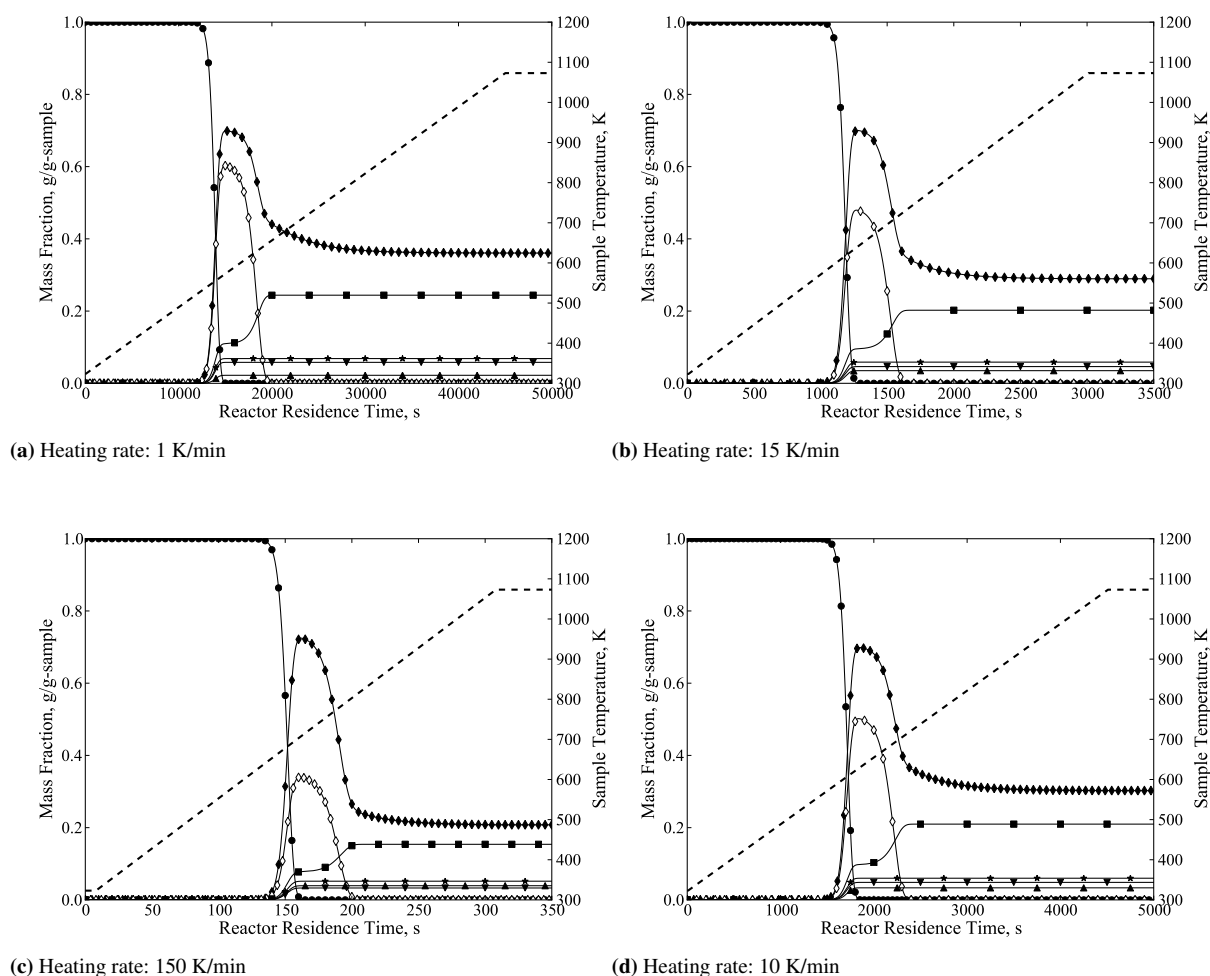 1.0 1200 1.0 1200
1100 1100
0.8 1000 0.8 1000
900 900
0.6 800 0.6 800
700 700
0.4 600 0.4 600
0.2 500 0.2 500
400 400
0.0 300 0.0 300
Mass Fraction, g/g-sample Sample Temperature, K Mass Fraction, g/g-sample Sample Temperature, K
0 10000 20000 30000 40000 50000 0 500 1000 1500 2000 2500 3000 3500
Reactor Residence Time, s Reactor Residence Time, s
(a) Heating rate: 1 K/min (b) Heating rate: 15 K/min
1.0 1200 1.0 1200
1100 1100
0.8 1000 0.8 1000
900 900
0.6 800 0.6 800
700 700
0.4 600 0.4 600
0.2 500 0.2 500
400 400
0.0 300 0.0 300
Mass Fraction, g/g-sample Sample Temperature, K Mass Fraction, g/g-sample Sample Temperature, K
0 50 100 150 200 250 300 350 0 1000 2000 3000 4000 5000
Reactor Residence Time, s Reactor Residence Time, s
(c) Heating rate: 150 K/min (d) Heating rate: 10 K/min